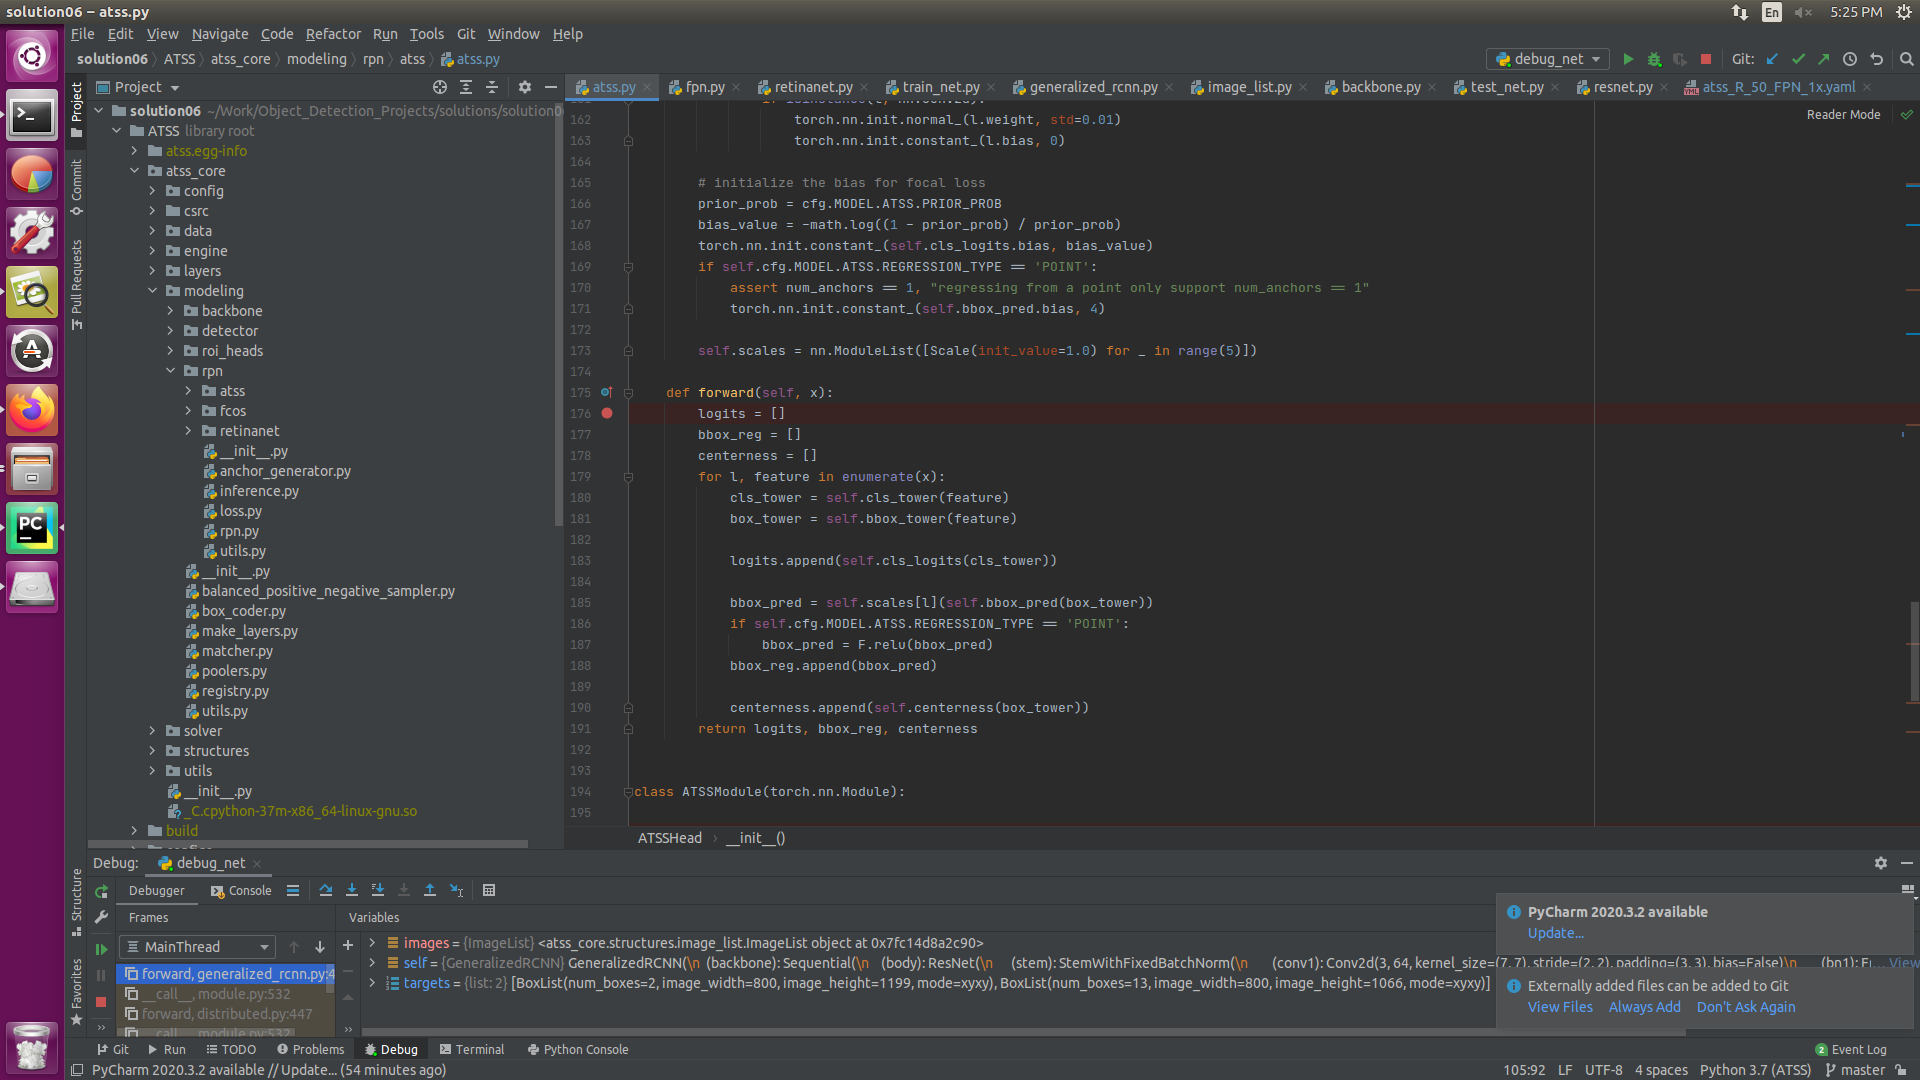 solution06 – atss.py
En
5:25 PM
File Edit View Navigate Code Refactor Run Tools Git Window Help
solution06 ATSS atss_core modeling rpn atss atss.py
debug_net
Git:
Project
atss.py fpn.py retinanet.py train_net.py generalized_rcnn.py image_list.py backbone.py test_net.py resnet.py atss_R_50_FPN_1x.yaml
Reader Mode
Project
Commit
Pull Requests
Structure
Favorites
solution06 ~/Work/Object_Detection_Projects/solutions/solution0
ATSS library root
atss.egg-info
atss_core
config
csrc
data
engine
layers
modeling
backbone
detector
roi_heads
rpn
atss
fcos
retinanet
__init__.py
anchor_generator.py
inference.py
loss.py
rpn.py
utils.py
__init__.py
balanced_positive_negative_sampler.py
box_coder.py
make_layers.py
matcher.py
poolers.py
registry.py
utils.py
solver
structures
utils
__init__.py
_C.cpython-37m-x86_64-linux-gnu.so
build
162 torch.nn.init.normal_(l.weight, std=0.01)
163 torch.nn.init.constant_(l.bias, 0)
164
165 # initialize the bias for focal loss
166 prior_prob = cfg.MODEL.ATSS.PRIOR_PROB
167 bias_value = -math.log((1 - prior_prob) / prior_prob)
168 torch.nn.init.constant_(self.cls_logits.bias, bias_value)
169 if self.cfg.MODEL.ATSS.REGRESSION_TYPE == 'POINT':
170 assert num_anchors == 1, "regressing from a point only support num_anchors == 1"
171 torch.nn.init.constant_(self.bbox_pred.bias, 4)
172
173 self.scales = nn.ModuleList([Scale(init_value=1.0) for _ in range(5)])
174
175 def forward(self, x):
176 logits = []
177 bbox_reg = []
178 centerness = []
179 for l, feature in enumerate(x):
180 cls_tower = self.cls_tower(feature)
181 box_tower = self.bbox_tower(feature)
182
183 logits.append(self.cls_logits(cls_tower))
184
185 bbox_pred = self.scales[l](self.bbox_pred(box_tower))
186 if self.cfg.MODEL.ATSS.REGRESSION_TYPE == 'POINT':
187 bbox_pred = F.relu(bbox_pred)
188 bbox_reg.append(bbox_pred)
189
190 centerness.append(self.centerness(box_tower))
191 return logits, bbox_reg, centerness
192
193
194 class ATSSModule(torch.nn.Module):
195
ATSSHead __init__()
Debug: debug_net
Debugger Console
Frames
Variables
MainThread
forward, generalized_rcnn.py:4
__call__, module.py:532
forward, distributed.py:447
__call__, module.py:532
images = {ImageList} <atss_core.structures.image_list.ImageList object at 0x7fc14d8a2c90>
self = {GeneralizedRCNN} GeneralizedRCNN(\n (backbone): Sequential(\n (body): ResNet(\n (stem): StemWithFixedBatchNorm(\n (conv1): Conv2d(3, 64, kernel_size=(7, 7), stride=(2, 2), padding=(3, 3), bias=False)\n (bn1): F... View
targets = {list: 2} [BoxList(num_boxes=2, image_width=800, image_height=1199, mode=xyxy), BoxList(num_boxes=13, image_width=800, image_height=1066, mode=xyxy)]
PyCharm 2020.3.2 available
Update...
Externally added files can be added to Git
View Files Always Add Don't Ask Again
Git Run TODO Problems Debug Terminal Python Console
2 Event Log
PyCharm 2020.3.2 available // Update... (54 minutes ago)
105:92 LF UTF-8 4 spaces Python 3.7 (ATSS) master
PC